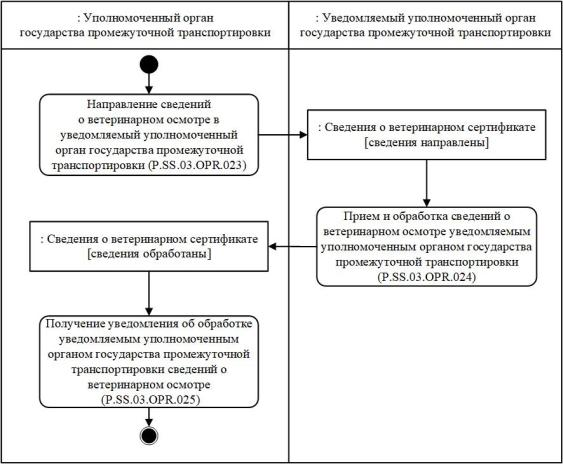 : Уполномоченный орган
государства промежуточной транспортировки
: Уведомляемый уполномоченный орган
государства промежуточной транспортировки
Направление сведений
о ветеринарном осмотре в
уведомляемый уполномоченный
орган государства промежуточной
транспортировки (P.SS.03.OPR.023)
: Сведения о ветеринарном сертификате
[сведения направлены]
Прием и обработка сведений о
ветеринарном осмотре уведомляемым
уполномоченным органом государства
промежуточной транспортировки
(P.SS.03.OPR.024)
: Сведения о ветеринарном сертификате
[сведения обработаны]
Получение уведомления об обработке
уведомляемым уполномоченным
органом государства промежуточной
транспортировки сведений о
ветеринарном осмотре
(P.SS.03.OPR.025)